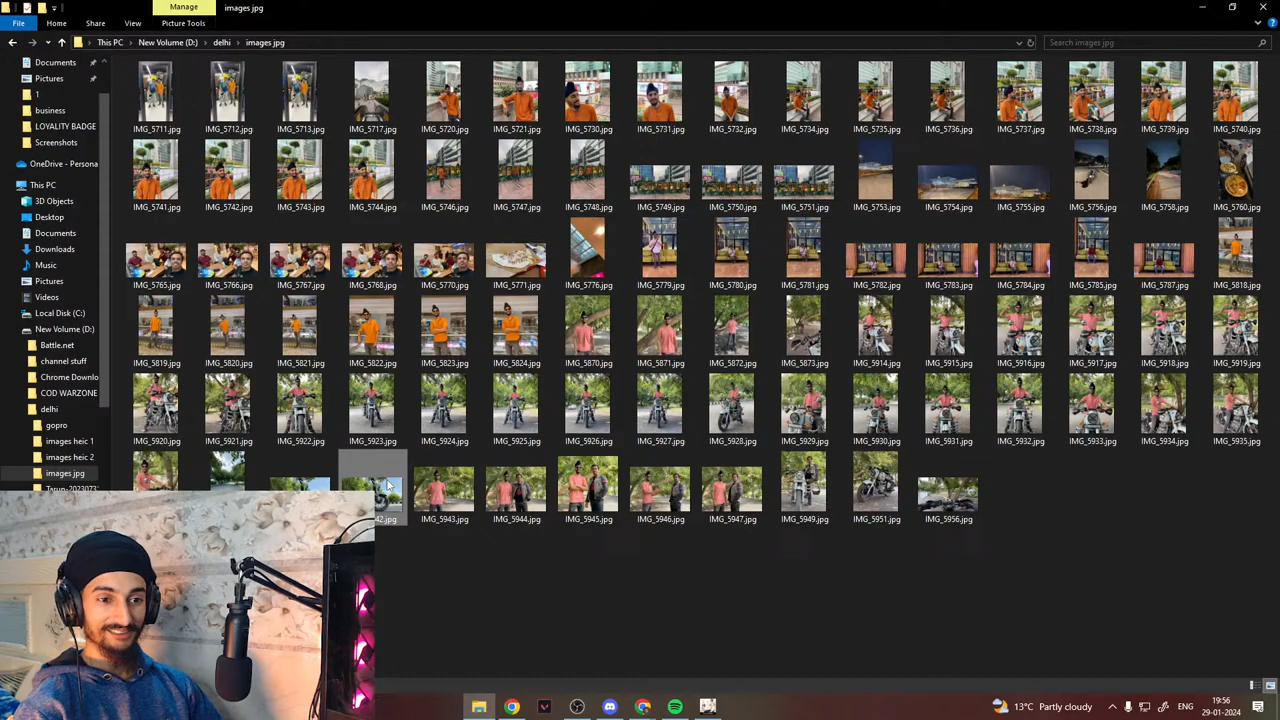 Manage
images jpg
File
Home
Share
View
Picture Tools
This PC
New Volume (D:)
delhi
images jpg
Search images jpg
Documents
Pictures
1
business
LOYALITY BADGE
Screenshots
OneDrive - Persona
This PC
3D Objects
Desktop
Documents
Downloads
Music
Pictures
Videos
Local Disk (C:)
New Volume (D:)
Battle.net
channel stuff
Chrome Downlo
COD WARZONE
delhi
gopro
images heic 1
images heic 2
images jpg
IMG_5711.jpg IMG_5712.jpg IMG_5713.jpg IMG_5717.jpg IMG_5720.jpg IMG_5721.jpg IMG_5730.jpg IMG_5731.jpg IMG_5732.jpg IMG_5734.jpg IMG_5735.jpg IMG_5736.jpg IMG_5737.jpg IMG_5738.jpg IMG_5739.jpg IMG_5740.jpg
IMG_5741.jpg IMG_5742.jpg IMG_5743.jpg IMG_5744.jpg IMG_5746.jpg IMG_5747.jpg IMG_5748.jpg IMG_5749.jpg IMG_5750.jpg IMG_5751.jpg IMG_5753.jpg IMG_5754.jpg IMG_5755.jpg IMG_5756.jpg IMG_5758.jpg IMG_5760.jpg
IMG_5765.jpg IMG_5766.jpg IMG_5767.jpg IMG_5768.jpg IMG_5770.jpg IMG_5771.jpg IMG_5776.jpg IMG_5779.jpg IMG_5780.jpg IMG_5781.jpg IMG_5782.jpg IMG_5783.jpg IMG_5784.jpg IMG_5785.jpg IMG_5787.jpg IMG_5818.jpg
IMG_5819.jpg IMG_5820.jpg IMG_5821.jpg IMG_5822.jpg IMG_5823.jpg IMG_5824.jpg IMG_5870.jpg IMG_5871.jpg IMG_5872.jpg IMG_5873.jpg IMG_5914.jpg IMG_5915.jpg IMG_5916.jpg IMG_5917.jpg IMG_5918.jpg IMG_5919.jpg
IMG_5920.jpg IMG_5921.jpg IMG_5922.jpg IMG_5923.jpg IMG_5924.jpg IMG_5925.jpg IMG_5926.jpg IMG_5927.jpg IMG_5928.jpg IMG_5929.jpg IMG_5930.jpg IMG_5931.jpg IMG_5932.jpg IMG_5933.jpg IMG_5934.jpg IMG_5935.jpg
42.jpg IMG_5943.jpg IMG_5944.jpg IMG_5945.jpg IMG_5946.jpg IMG_5947.jpg IMG_5949.jpg IMG_5951.jpg IMG_5956.jpg
13°C Partly cloudy
ENG
19:56
29-01-2024